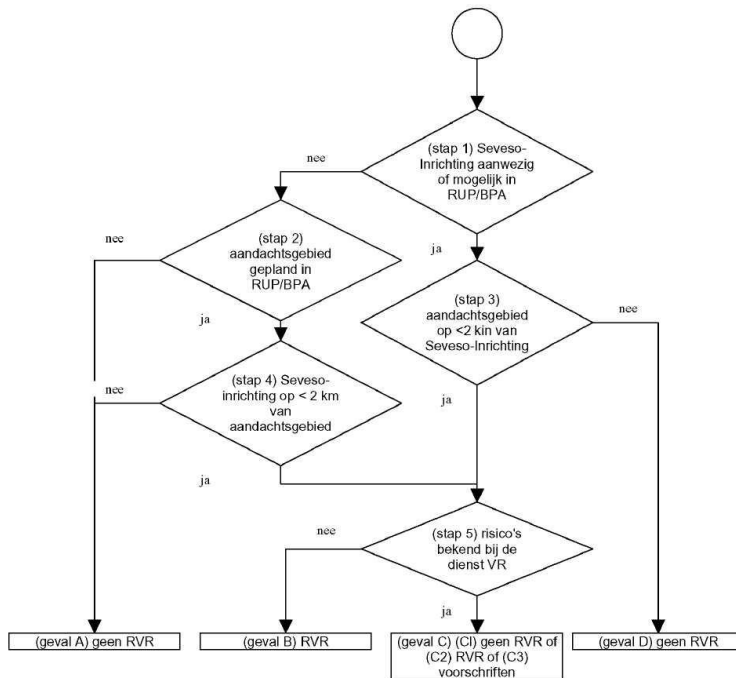 (stap 1) Seveso-
Inrichting aanwezig
of mogelijk in
RUP/BPA
nee
ja
(stap 2)
aandachtsgebied
gepland in
RUP/BPA
nee
ja
(stap 3)
aandachtsgebied
op <2 kin van
Seveso-Inrichting
nee
ja
(stap 4) Seveso-
inrichting op < 2 km
van
aandachtsgebied
nee
ja
(stap 5) risico's
bekend bij de
dienst VR
nee
ja
(geval A) geen RVR
(geval B) RVR
(geval C) (Cl) geen RVR of
(C2) RVR of (C3)
voorschriften
(geval D) geen RVR